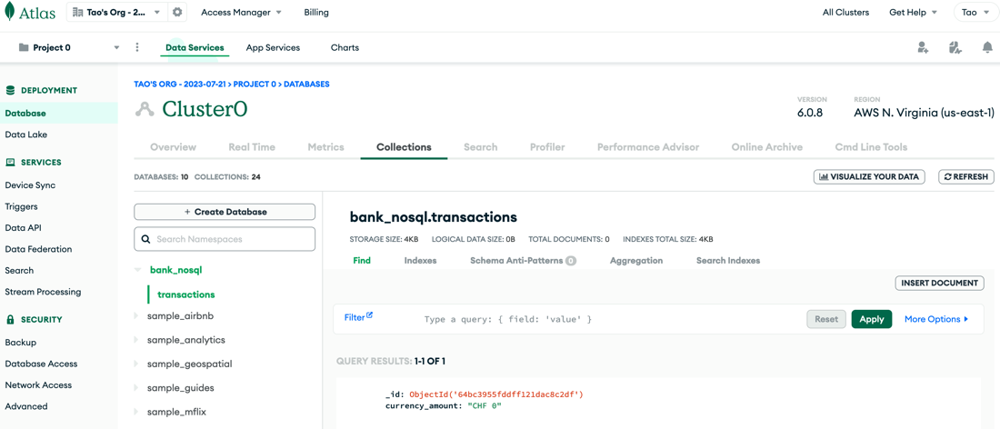 Atlas Tao's Org - 2... Access Manager Billing All Clusters Get Help Tao
Project 0 Data Services App Services Charts
DEPLOYMENT
Database
Data Lake
SERVICES
Device Sync
Triggers
Data API
Data Federation
Search
Stream Processing
SECURITY
Backup
Database Access
Network Access
Advanced
TAO'S ORG - 2023-07-21 > PROJECT 0 > DATABASES
Cluster0
VERSION
6.0.8
REGION
AWS N. Virginia (us-east-1)
Overview Real Time Metrics Collections Search Profiler Performance Advisor Online Archive Cmd Line Tools
DATABASES: 10 COLLECTIONS: 24
VISUALIZE YOUR DATA REFRESH
+ Create Database
Search Namespaces
bank_nosql
transactions
sample_airbnb
sample_analytics
sample_geospatial
sample_guides
sample_mflix
bank_nosql.transactions
STORAGE SIZE: 4KB LOGICAL DATA SIZE: 0B TOTAL DOCUMENTS: 0 INDEXES TOTAL SIZE: 4KB
Find Indexes Schema Anti-Patterns 0 Aggregation Search Indexes
INSERT DOCUMENT
Filter Type a query: { field: 'value' } Reset Apply More Options
QUERY RESULTS: 1-1 OF 1
_id: ObjectId('64bc3955fddff121dac8c2df')
currency_amount: "CHF 0"